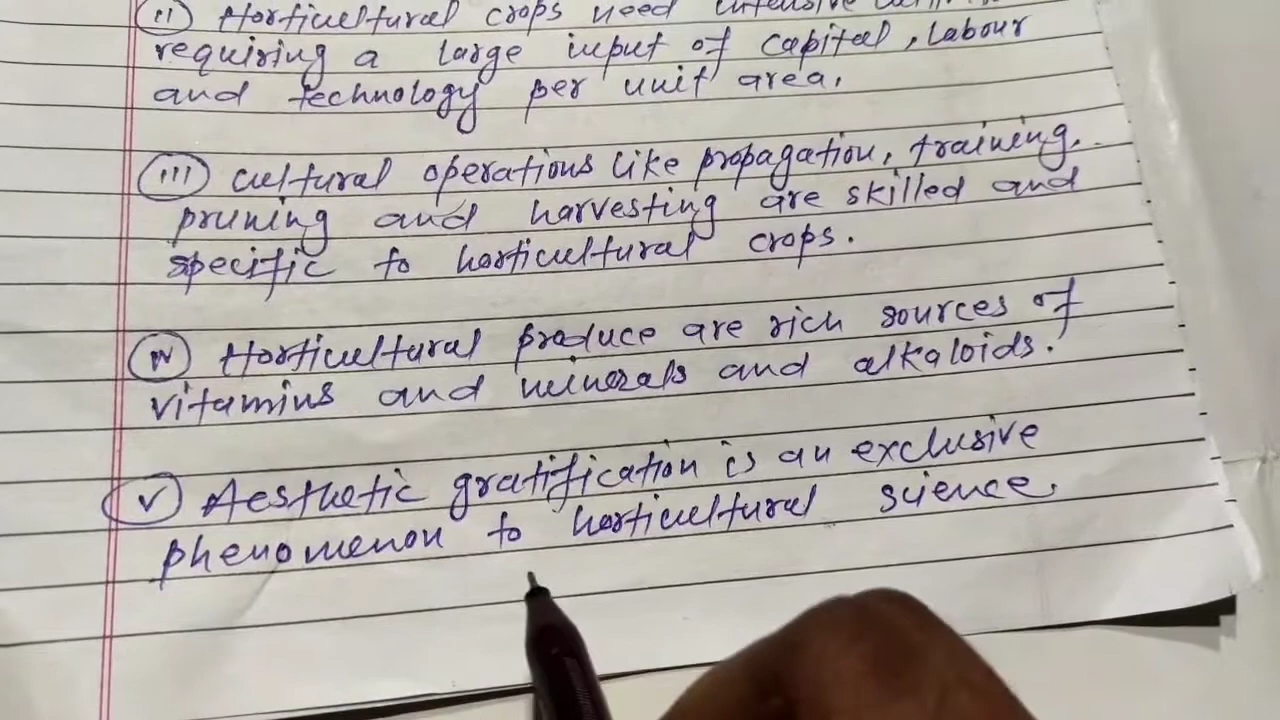 (II) Horticultural crops need intensive
requiring a large input of capital, labour
and technology per unit area.
(III) cultural operations like propagation, training,
pruning and harvesting are skilled and
specific to horticultural crops.
(IV) Horticultural produce are rich sources of
vitamins and minerals and alkaloids.
(V) Aesthetic gratification is an exclusive
phenomenon to horticultural science.